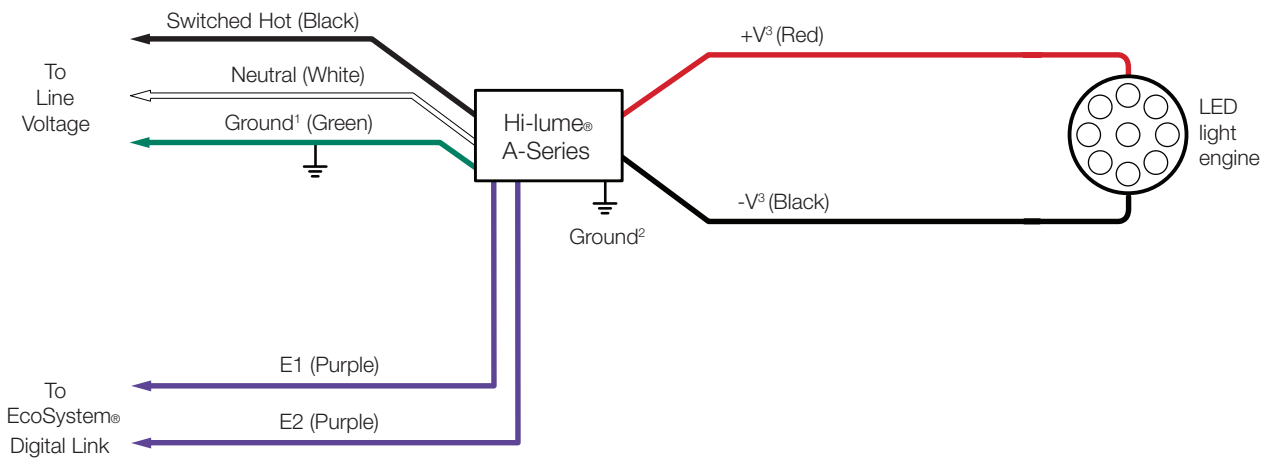 Switched Hot (Black)
+V³ (Red)
To
Line
Voltage
Neutral (White)
Ground¹ (Green)
Hi-lume®
A-Series
LED
light
engine
-V³ (Black)
Ground²
E1 (Purple)
To
EcoSystem®
Digital Link
E2 (Purple)